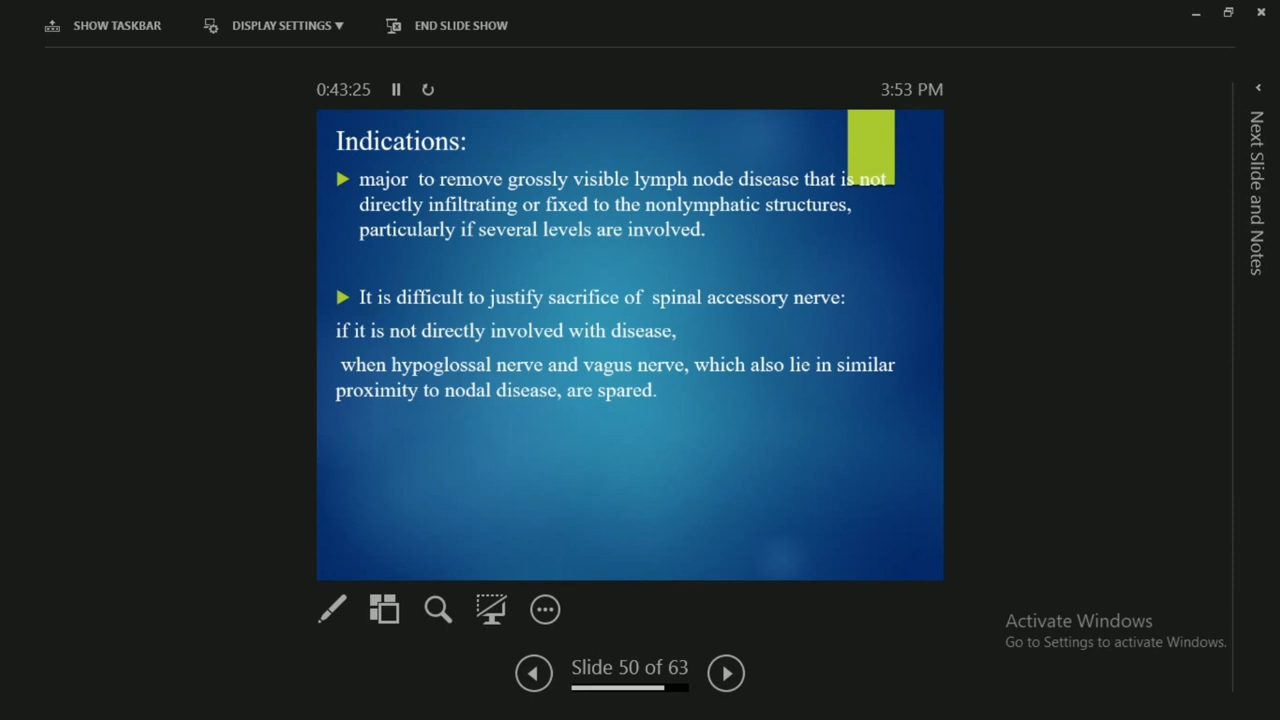 SHOW TASKBAR DISPLAY SETTINGS ▼ END SLIDE SHOW
0:43:25 3:53 PM
Next Slide and Notes
Indications:
major to remove grossly visible lymph node disease that is not
directly infiltrating or fixed to the nonlymphatic structures,
particularly if several levels are involved.
It is difficult to justify sacrifice of spinal accessory nerve:
if it is not directly involved with disease,
when hypoglossal nerve and vagus nerve, which also lie in similar
proximity to nodal disease, are spared.
Activate Windows
Go to Settings to activate Windows.
Slide 50 of 63